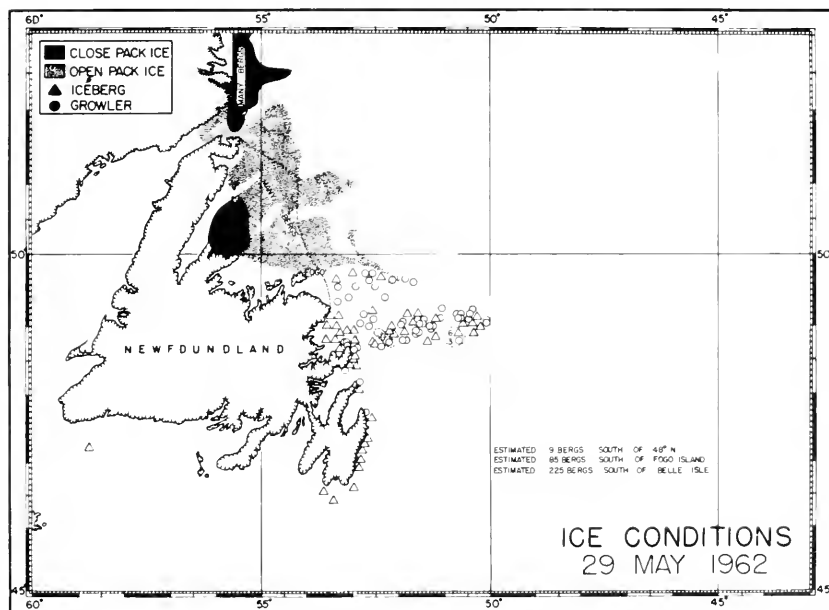 60° 55° 50° 45°
CLOSE PACK ICE
OPEN PACK ICE
ICEBERG
GROWLER
MANY BERGS
50 50
NEWFOUNDLAND
6
3
ESTIMATED 9 BERGS SOUTH OF 48° N
ESTIMATED 85 BERGS SOUTH OF FOGO ISLAND
ESTIMATED 225 BERGS SOUTH OF BELLE ISLE
ICE CONDITIONS
29 MAY 1962
45 45
60° 55° 50° 45°